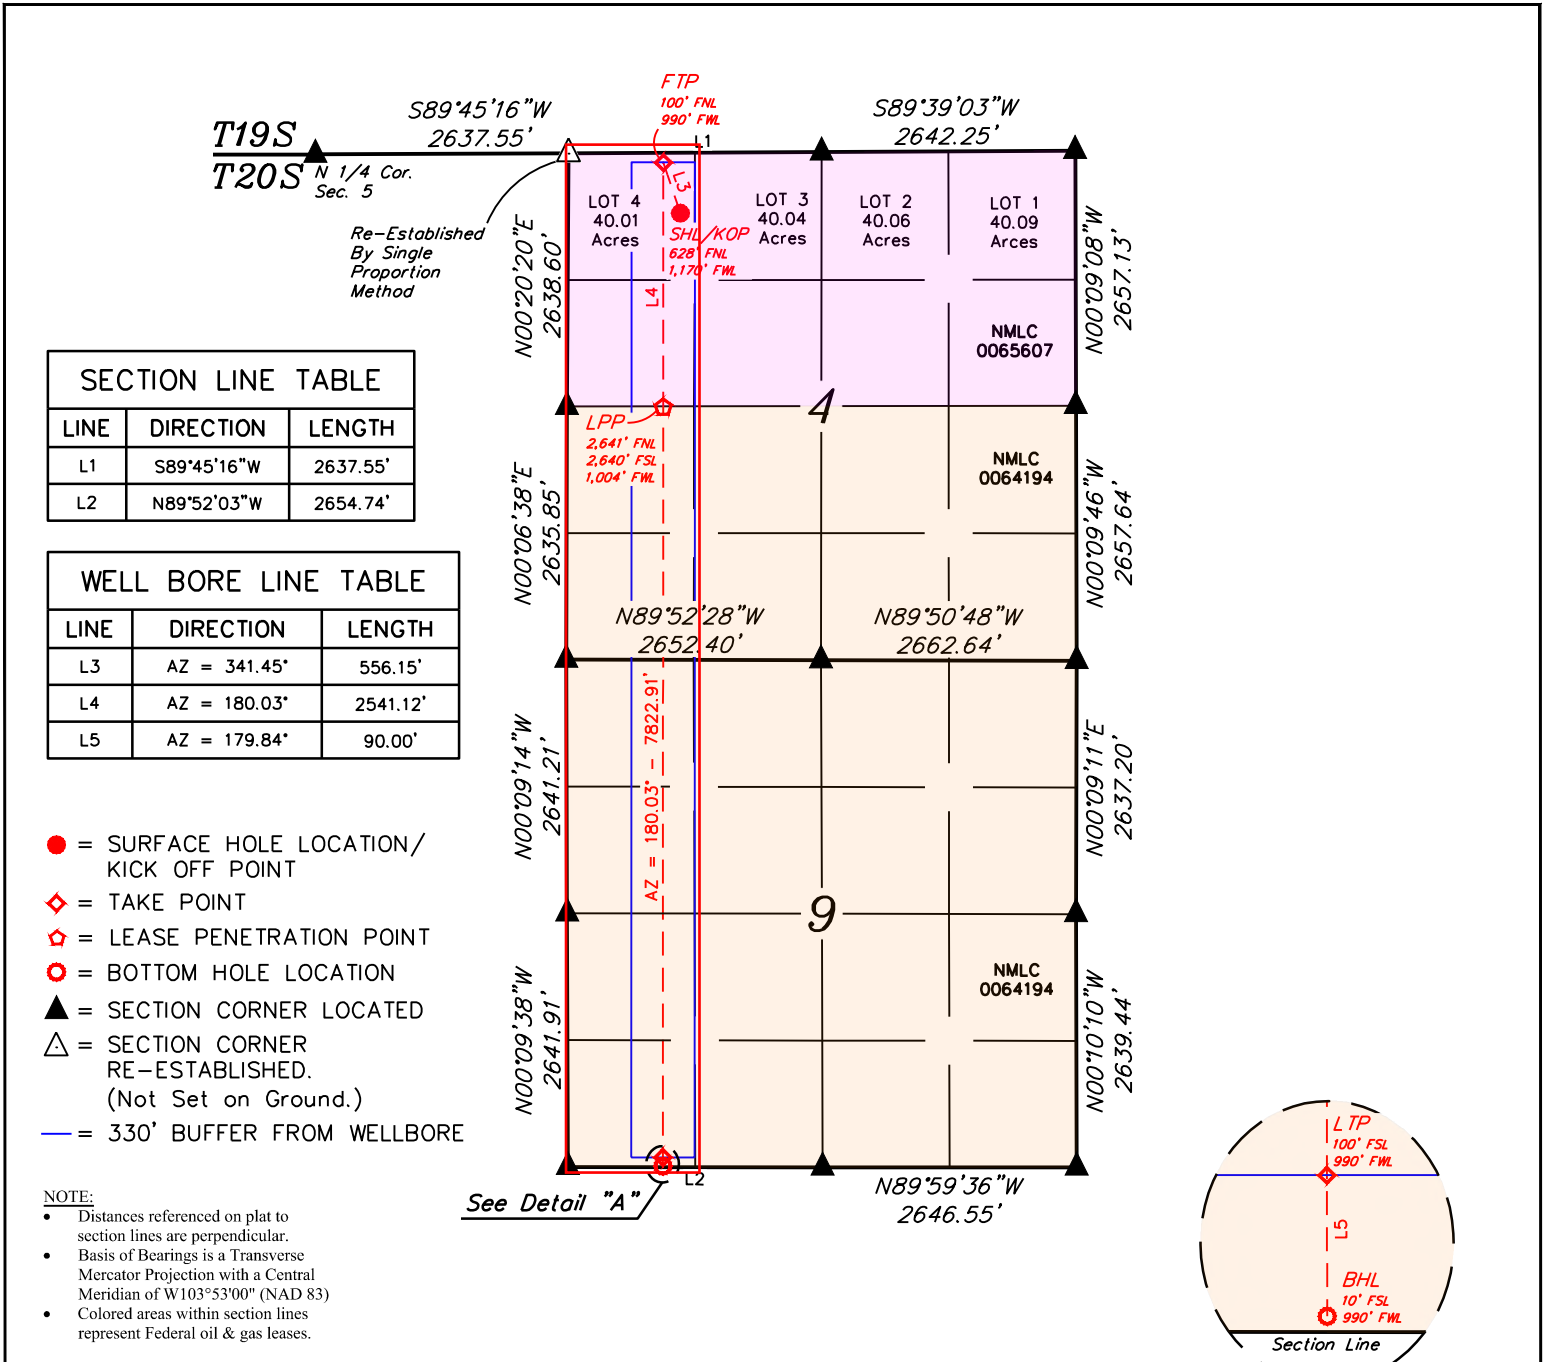 FTP
100' FNL
990' FWL
S89°45'16"W
2637.55'
S89°39'03"W
2642.25'
L1
T19S
T20S
N 1/4 Cor.
Sec. 5
Re-Established
By Single
Proportion
Method
LOT 4
40.01
Acres
L3
LOT 3
40.04
Acres
LOT 2
40.06
Acres
LOT 1
40.09
Arces
SHL/KOP
628' FNL
1,170' FWL
L4
N00°20'20"E
2638.60'
N00°09'08"W
2657.13'
NMLC
0065607
4
LPP
2,641' FNL
2,640' FSL
1,004' FWL
NMLC
0064194
N00°06'38"E
2635.85'
N00°09'46"W
2657.64'
N89°52'28"W
2652.40'
N89°50'48"W
2662.64'
AZ = 180.03° - 7822.91'
N00°09'14"W
2641.21'
N00°09'11"E
2637.20'
9
NMLC
0064194
N00°09'38"W
2641.91'
N00°10'10"W
2639.44'
L2
See Detail "A"
N89°59'36"W
2646.55'
SECTION LINE TABLE
LINE DIRECTION LENGTH
L1 S89°45'16"W 2637.55'
L2 N89°52'03"W 2654.74'
WELL BORE LINE TABLE
LINE DIRECTION LENGTH
L3 AZ = 341.45° 556.15'
L4 AZ = 180.03° 2541.12'
L5 AZ = 179.84° 90.00'
= SURFACE HOLE LOCATION/
KICK OFF POINT
= TAKE POINT
= LEASE PENETRATION POINT
= BOTTOM HOLE LOCATION
= SECTION CORNER LOCATED
= SECTION CORNER
RE-ESTABLISHED.
(Not Set on Ground.)
= 330' BUFFER FROM WELLBORE
NOTE:
• Distances referenced on plat to
section lines are perpendicular.
• Basis of Bearings is a Transverse
Mercator Projection with a Central
Meridian of W103°53'00" (NAD 83)
• Colored areas within section lines
represent Federal oil & gas leases.
LTP
100' FSL
990' FWL
L5
BHL
10' FSL
990' FWL
Section Line